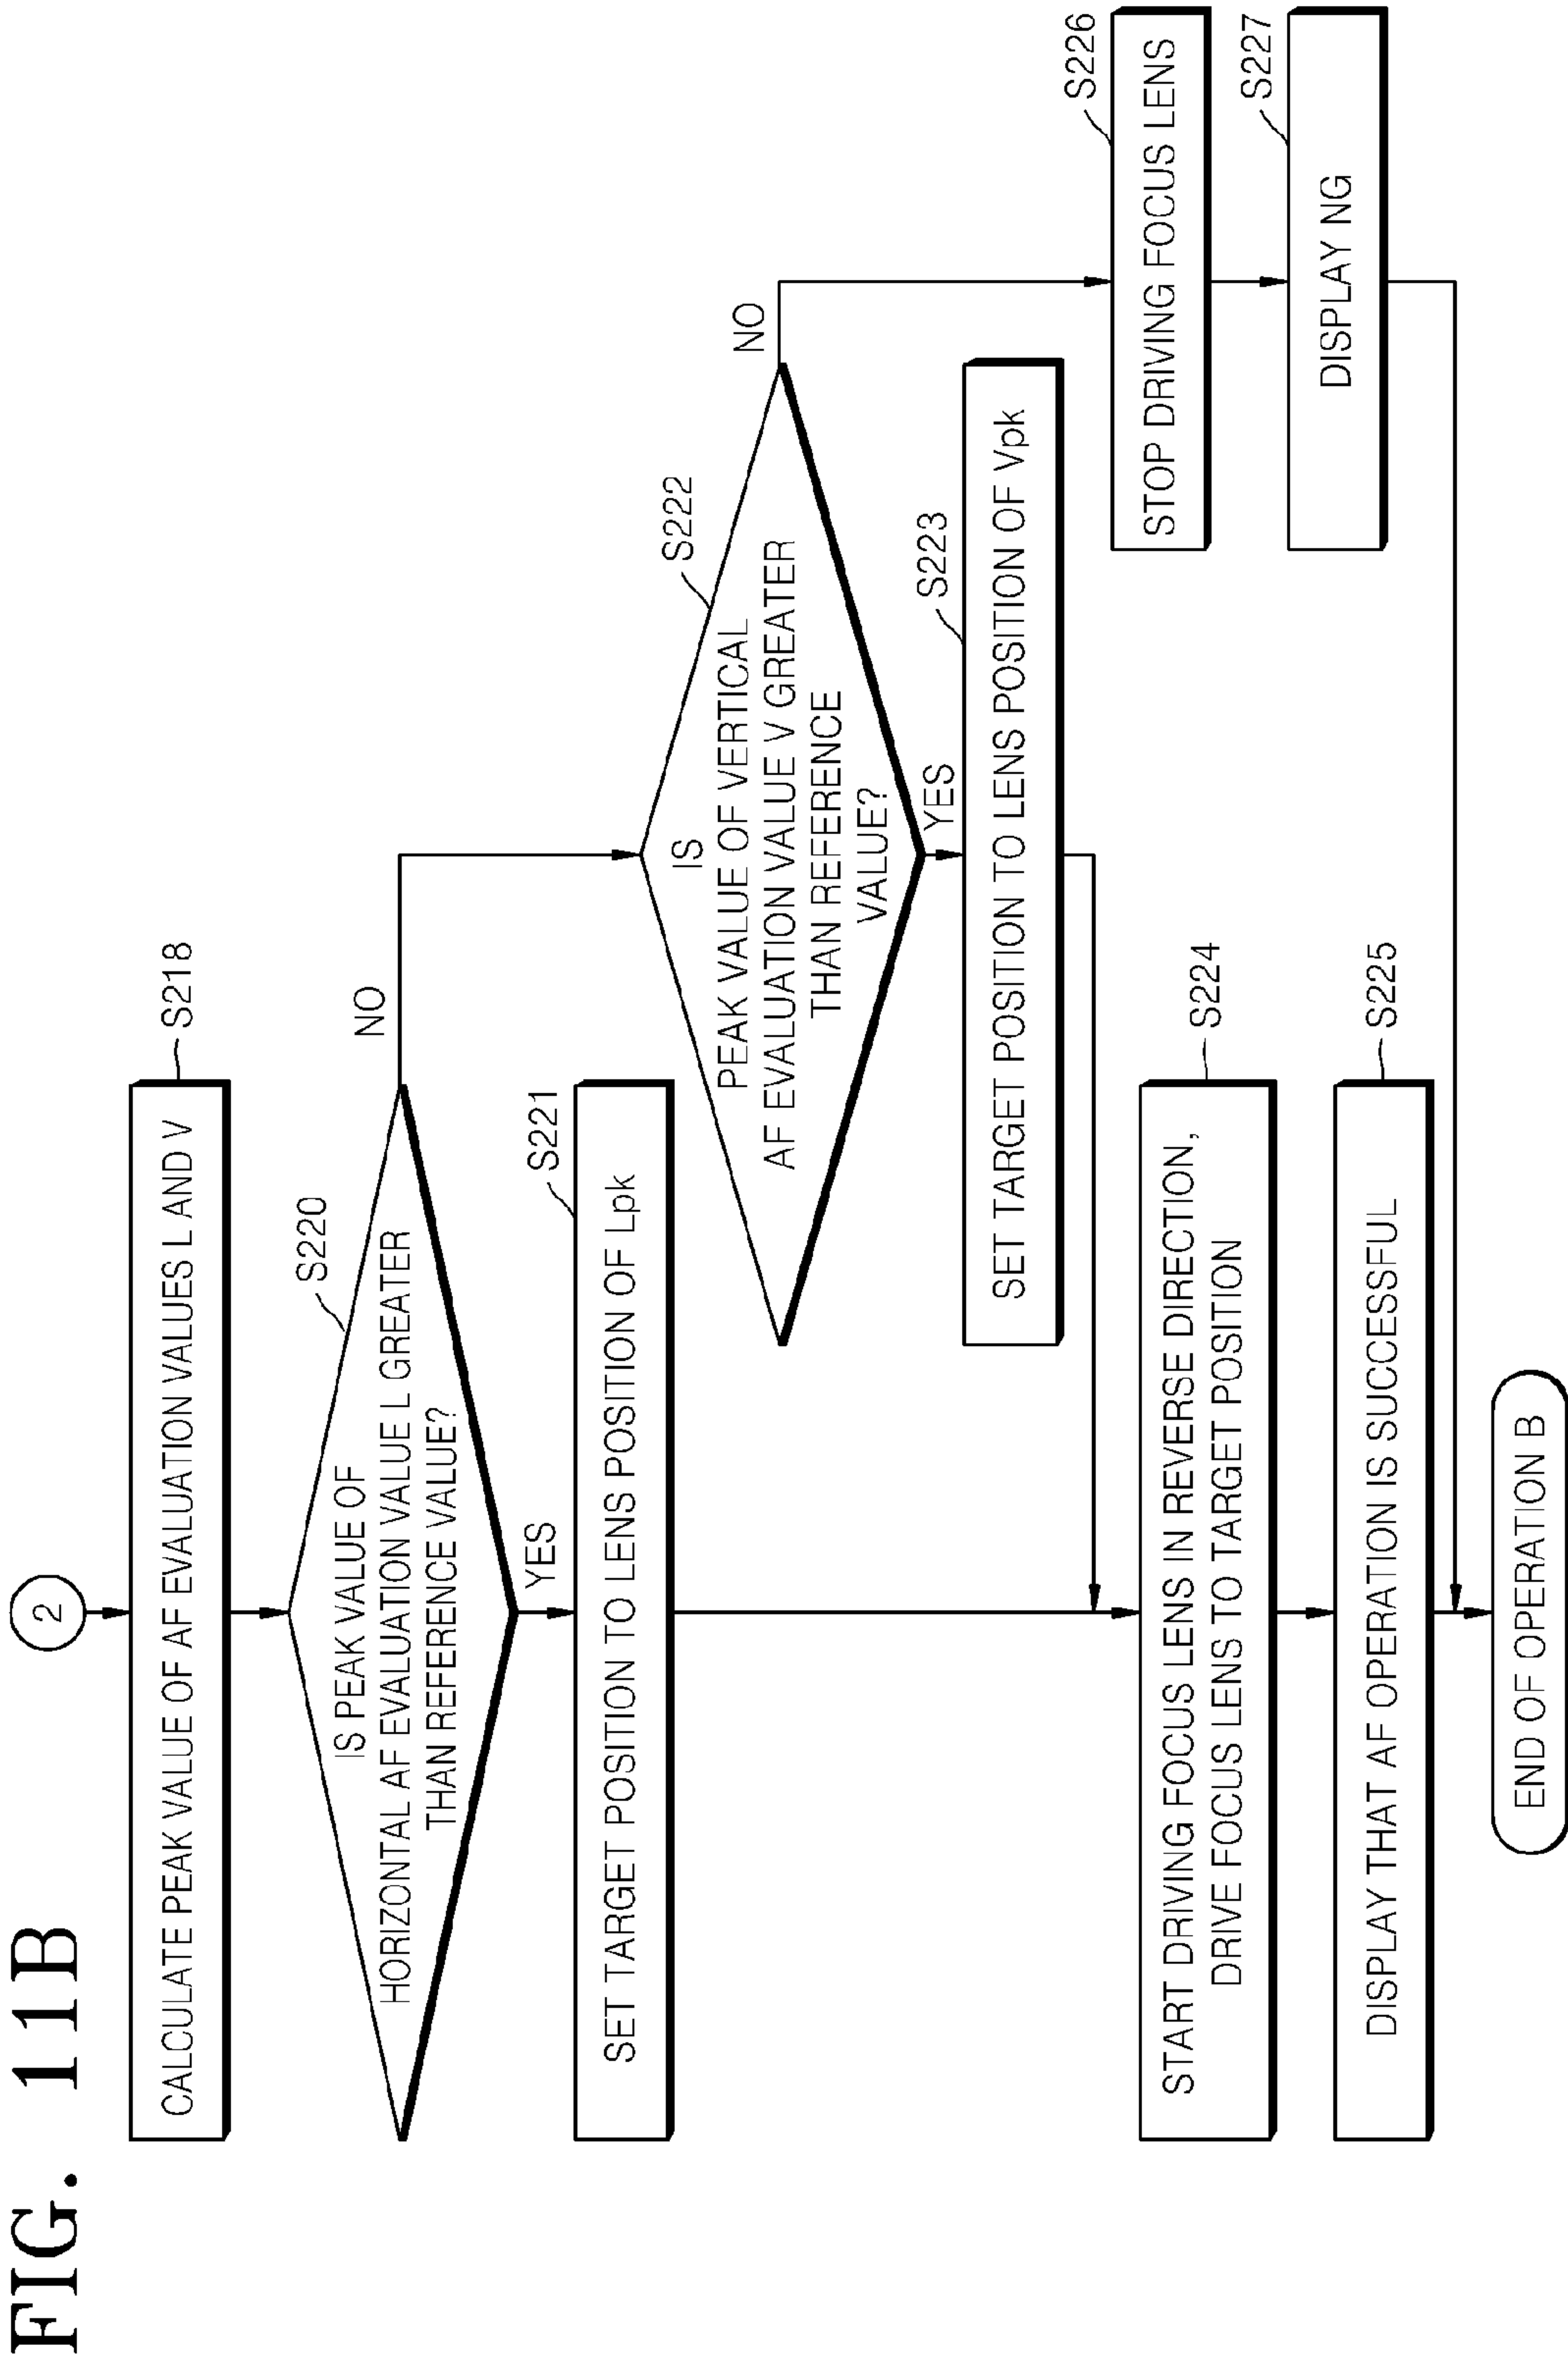 FIG. 11B
2
CALCULATE PEAK VALUE OF AF EVALUATION VALUES L AND V
S218
IS PEAK VALUE OF
HORIZONTAL AF EVALUATION VALUE L GREATER
THAN REFERENCE VALUE?
S220
NO
YES
SET TARGET POSITION TO LENS POSITION OF Lpk
S221
IS
PEAK VALUE OF VERTICAL
AF EVALUATION VALUE V GREATER
THAN REFERENCE
VALUE?
S222
NO
YES
SET TARGET POSITION TO LENS POSITION OF Vpk
S223
START DRIVING FOCUS LENS IN REVERSE DIRECTION,
DRIVE FOCUS LENS TO TARGET POSITION
S224
DISPLAY THAT AF OPERATION IS SUCCESSFUL
S225
STOP DRIVING FOCUS LENS
S226
DISPLAY NG
S227
END OF OPERATION B